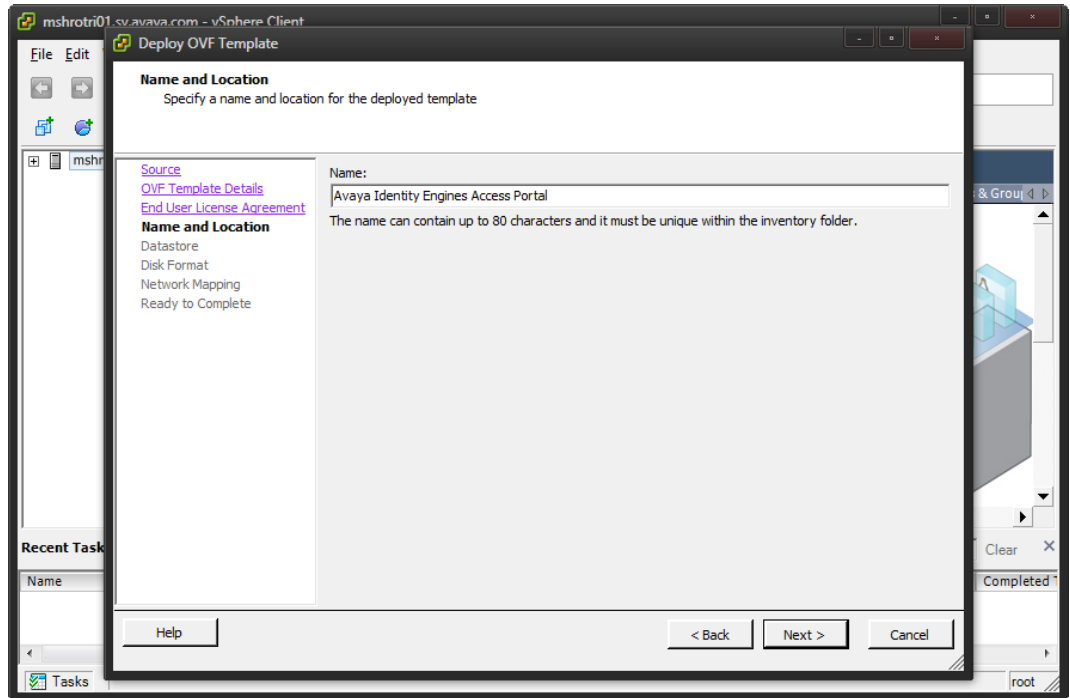 mshrotri01.sv.avaya.com - vSphere Client
File Edit
Deploy OVF Template
Name and Location
Specify a name and location for the deployed template
mshr
Source
OVF Template Details
End User License Agreement
Name and Location
Datastore
Disk Format
Network Mapping
Ready to Complete
Name:
Avaya Identity Engines Access Portal
The name can contain up to 80 characters and it must be unique within the inventory folder.
& Grou
Recent Task
Clear
Name
Completed
Help
< Back
Next >
Cancel
Tasks
root